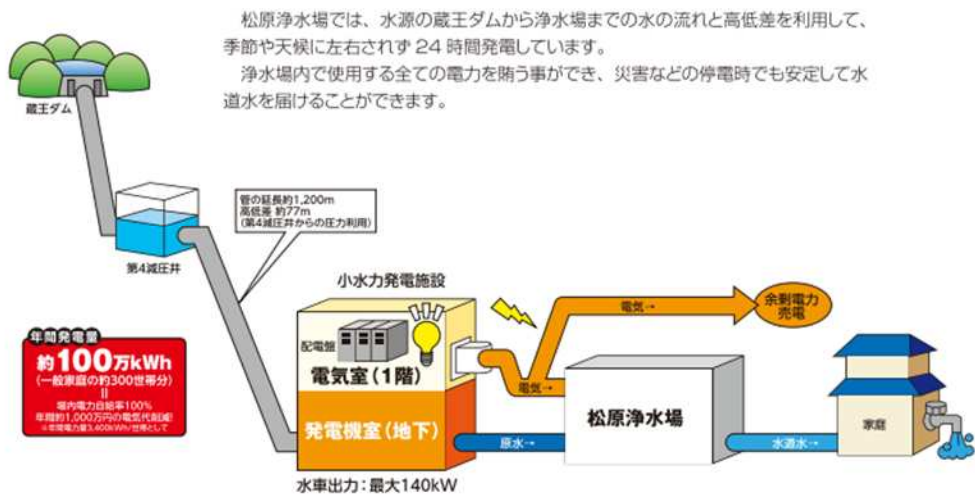 松原浄水場では、水源の蔵王ダムから浄水場までの水の流れと高低差を利用して、
季節や天候に左右されず 24 時間発電しています。
浄水場内で使用する全ての電力を賄う事ができ、災害などの停電時でも安定して水
道水を届けることができます。
蔵王ダム
管の延長約1,200m
高低差 約77m
(第4減圧井からの圧力利用)
第4減圧井
小水力発電施設
電気→
余剰電力
売電
年間発電量
約100万kWh
(一般家庭の約300世帯分)
=
場内電力自給率100%
年間約1,000万円の電気代削減!
※年間電力量3,400kWh/世帯として
配電盤
電気室(1階)
電気→
発電機室(地下)
原水→
松原浄水場
水道水→
家庭
水車出力:最大140kW